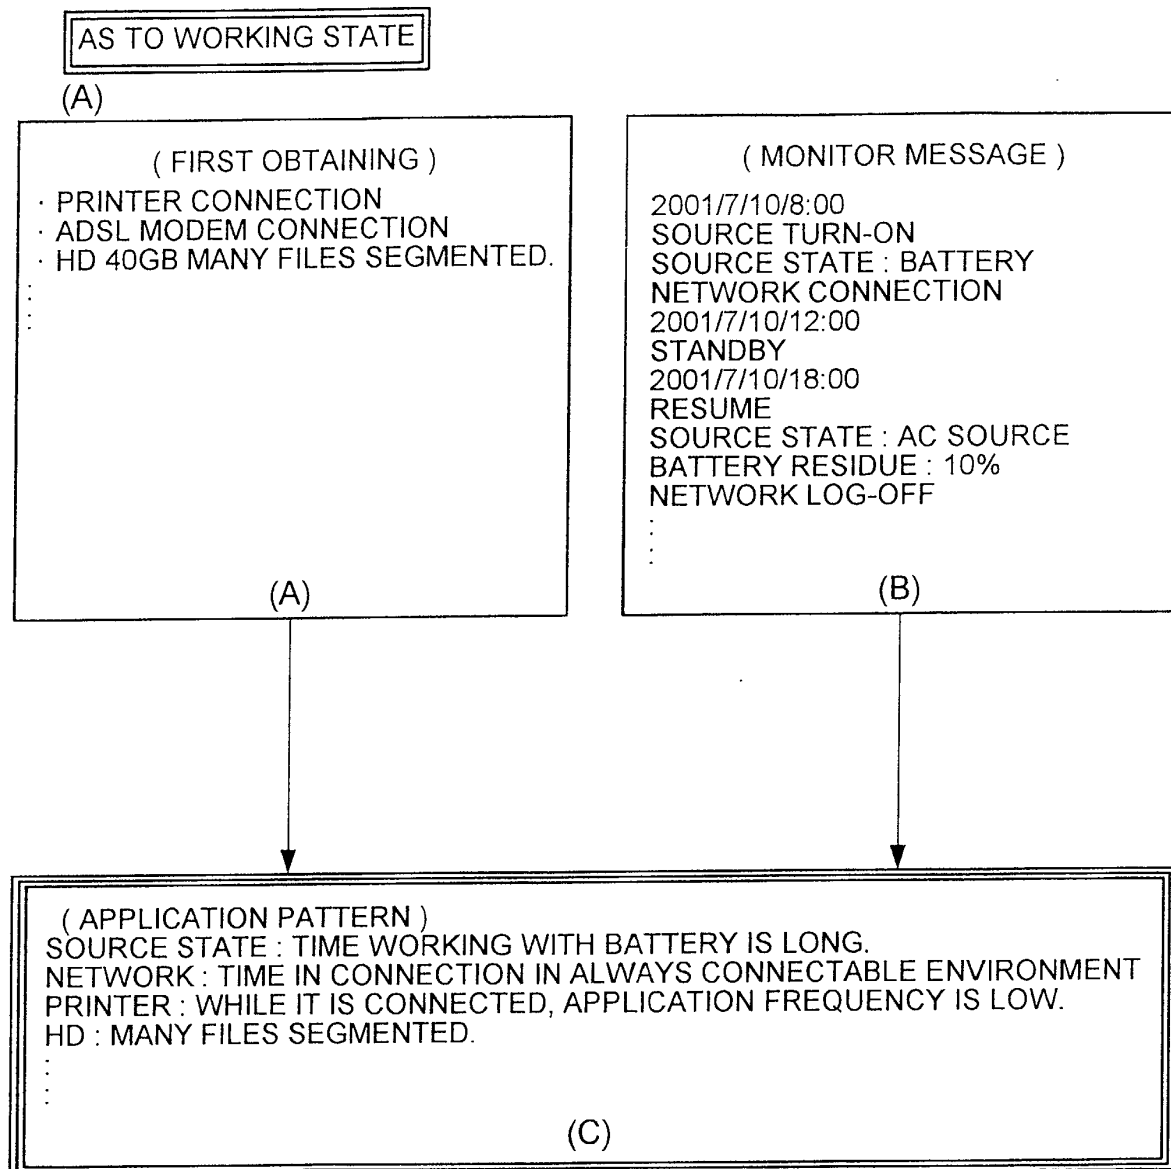 AS TO WORKING STATE
(A)
( FIRST OBTAINING )
· PRINTER CONNECTION
· ADSL MODEM CONNECTION
· HD 40GB MANY FILES SEGMENTED.
:
:
(A)
( MONITOR MESSAGE )
2001/7/10/8:00
SOURCE TURN-ON
SOURCE STATE : BATTERY
NETWORK CONNECTION
2001/7/10/12:00
STANDBY
2001/7/10/18:00
RESUME
SOURCE STATE : AC SOURCE
BATTERY RESIDUE : 10%
NETWORK LOG-OFF
:
:
(B)
( APPLICATION PATTERN )
SOURCE STATE : TIME WORKING WITH BATTERY IS LONG.
NETWORK : TIME IN CONNECTION IN ALWAYS CONNECTABLE ENVIRONMENT
PRINTER : WHILE IT IS CONNECTED, APPLICATION FREQUENCY IS LOW.
HD : MANY FILES SEGMENTED.
:
:
(C)